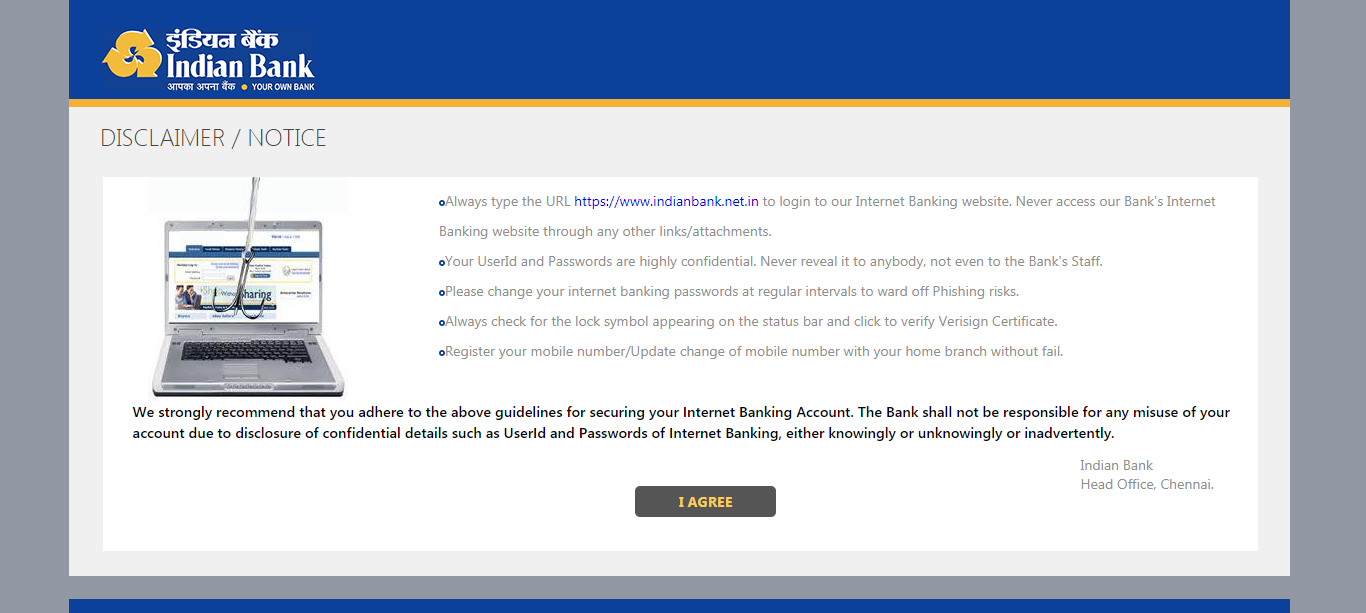 इंडियन बैंक
Indian Bank
आपका अपना बैंक ● YOUR OWN BANK
DISCLAIMER / NOTICE
Always type the URL https://www.indianbank.net.in to login to our Internet Banking website. Never access our Bank's Internet
Banking website through any other links/attachments.
Your UserId and Passwords are highly confidential. Never reveal it to anybody, not even to the Bank's Staff.
Please change your internet banking passwords at regular intervals to ward off Phishing risks.
Always check for the lock symbol appearing on the status bar and click to verify Verisign Certificate.
Register your mobile number/Update change of mobile number with your home branch without fail.
We strongly recommend that you adhere to the above guidelines for securing your Internet Banking Account. The Bank shall not be responsible for any misuse of your
account due to disclosure of confidential details such as UserId and Passwords of Internet Banking, either knowingly or unknowingly or inadvertently.
Indian Bank
Head Office, Chennai.
I AGREE